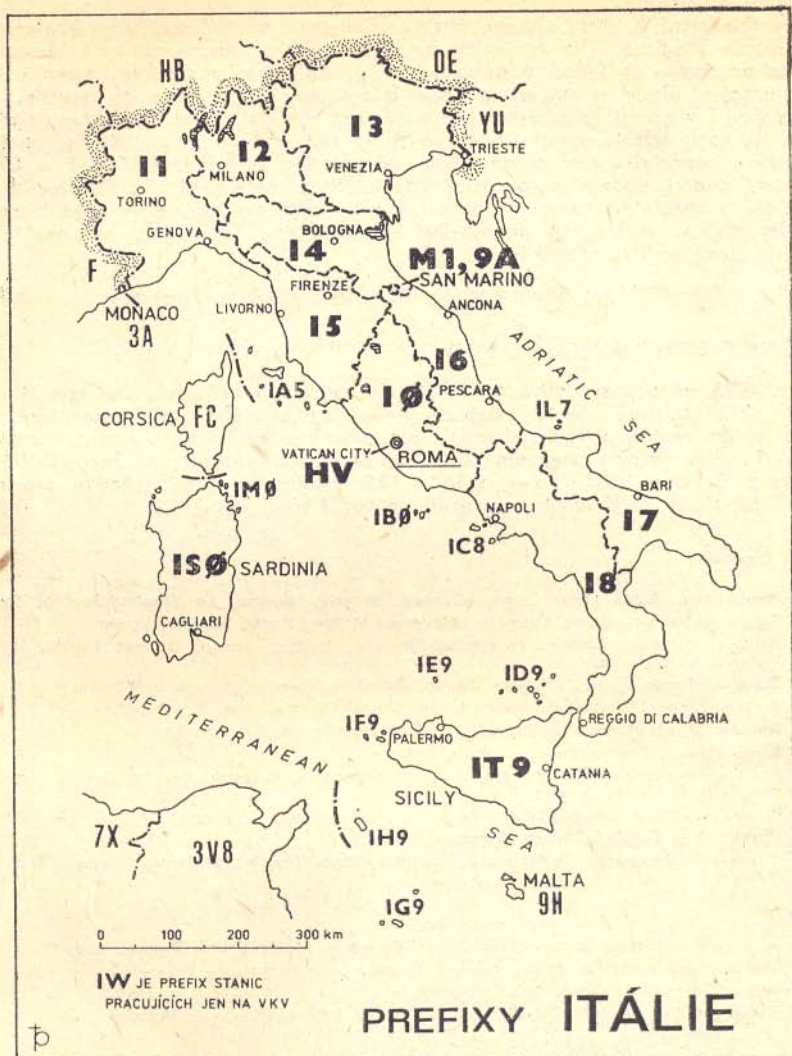 HB
OE
YU
I3
TRIESTE
I1
I2
VENEZIA
MILANO
TORINO
BOLOGNA
GENOVA
I4
M1, 9A
F
FIRENZE
SAN MARINO
MONACO
3A
LIVORNO
I5
ANCONA
ADRIATIC SEA
I6
IØ
IA5
PESCARA
IL7
CORSICA
FC
VATICAN CITY
ROMA
HV
BARI
IMØ
NAPOLI
IBØ
I7
IC8
ISØ
SARDINIA
I8
CAGLIARI
IE9
ID9
MEDITERRANEAN SEA
IF9
PALERMO
REGGIO DI CALABRIA
IT9
CATANIA
SICILY
7X
3V8
IH9
MALTA
9H
IG9
0 100 200 300 km
IW JE PREFIX STANIC
PRACUJÍCÍCH JEN NA VKV
PREFIXY ITÁLIE